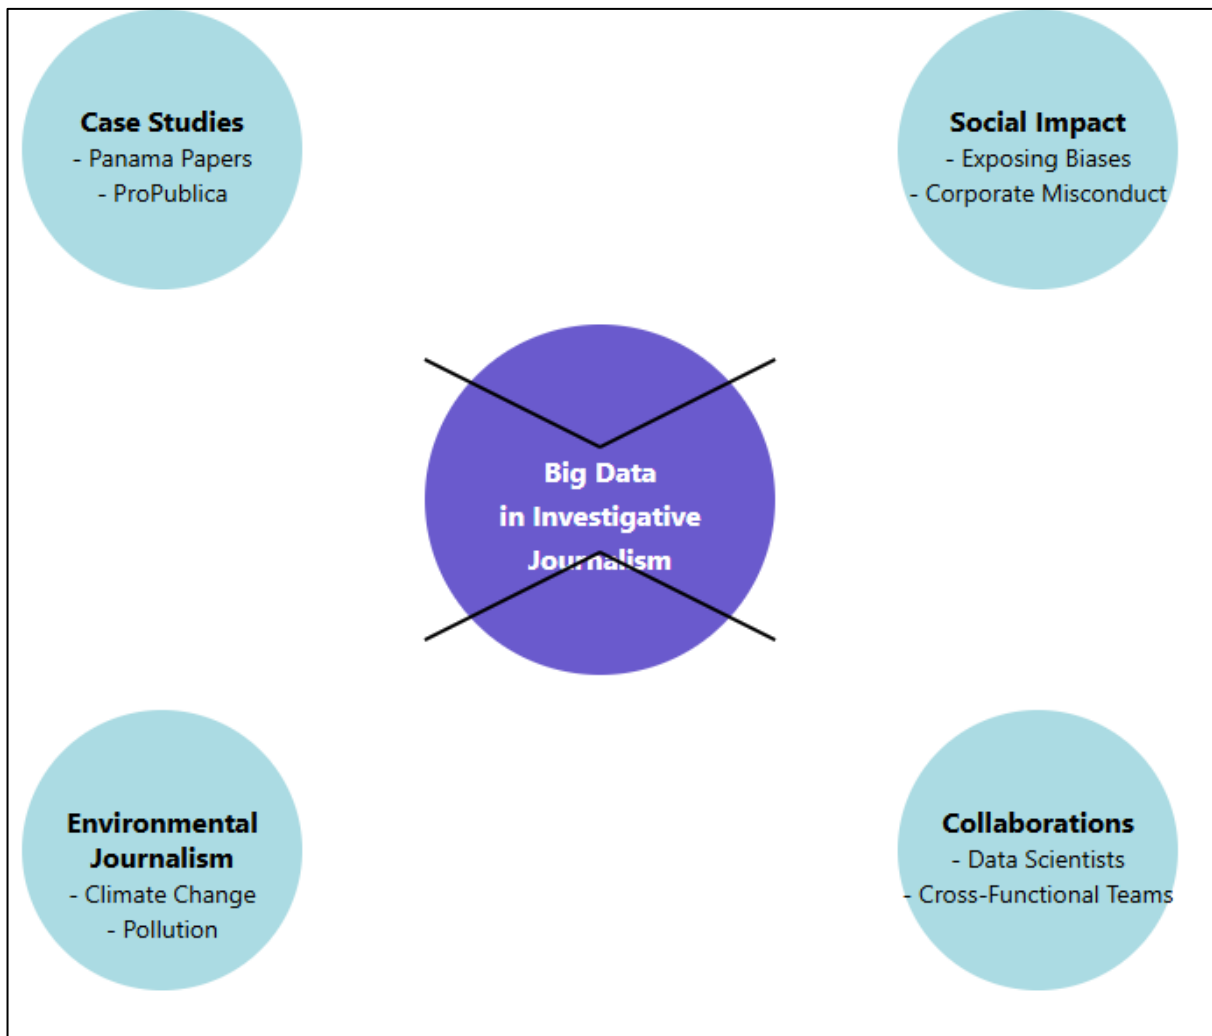 Case Studies
- Panama Papers
- ProPublica
Social Impact
- Exposing Biases
- Corporate Misconduct
Big Data
in Investigative
Journalism
Environmental
Journalism
- Climate Change
- Pollution
Collaborations
- Data Scientists
- Cross-Functional Teams